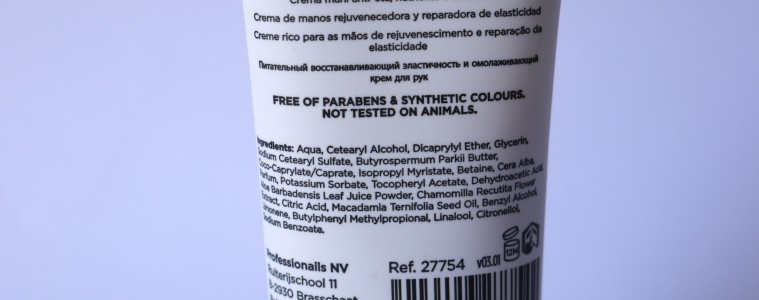 Crema de manos rejuvenecedora y reparadora de elasticidad
Creme rico para as mãos de rejuvenescimento e reparação da
elasticidade
Питательный восстанавливающий эластичность и омолаживающий
крем для рук
FREE OF PARABENS & SYNTHETIC COLOURS.
NOT TESTED ON ANIMALS.
Ingredients: Aqua, Cetearyl Alcohol, Dicaprylyl Ether, Glycerin,
Sodium Cetearyl Sulfate, Butyrospermum Parkii Butter,
Coco-Caprylate/Caprate, Isopropyl Myristate, Betaine, Cera Alba,
Parfum, Potassium Sorbate, Tocopheryl Acetate, Dehydroacetic Acid,
Aloe Barbadensis Leaf Juice Powder, Chamomilla Recutita Flower
Extract, Citric Acid, Macadamia Ternifolia Seed Oil, Benzyl Alcohol,
Limonene, Butylphenyl Methylpropional, Linalool, Citronellol,
Sodium Benzoate.
12M
Professionails NV
Ref. 27754 v03.01
Ruiterijschool 11
B-2930 Brasschaat